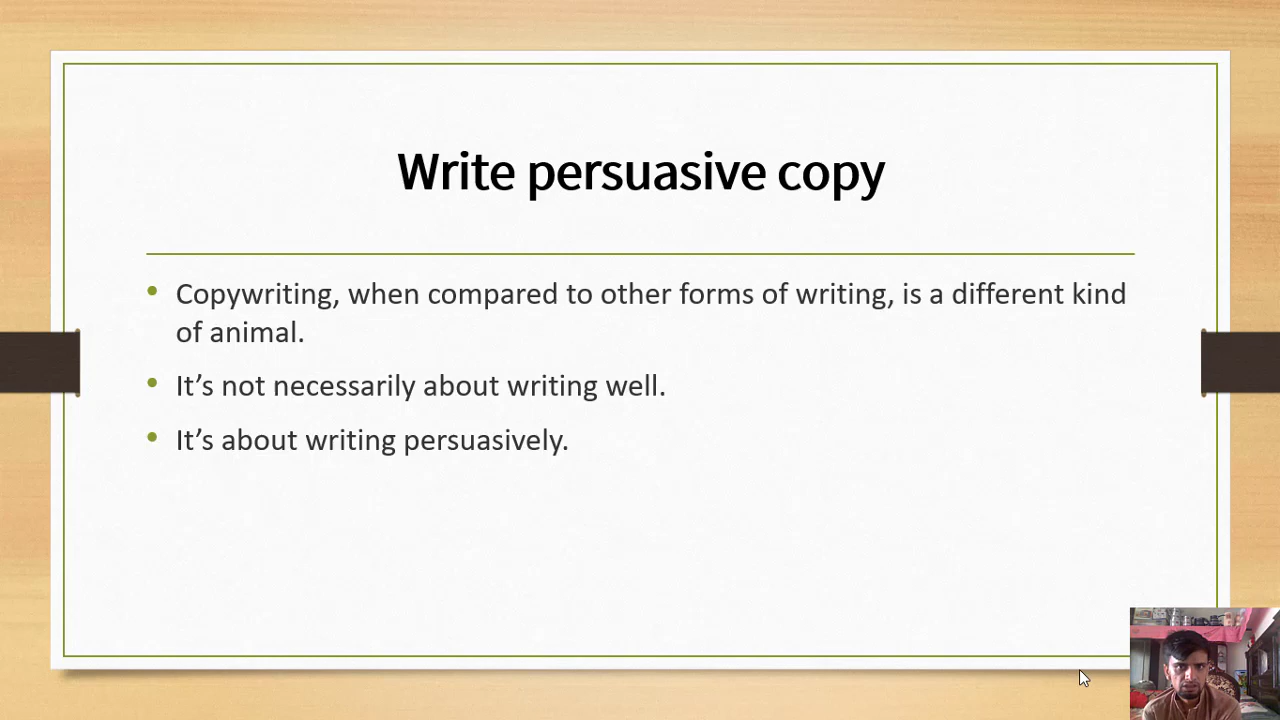 Write persuasive copy
Copywriting, when compared to other forms of writing, is a different kind
of animal.
It’s not necessarily about writing well.
It’s about writing persuasively.